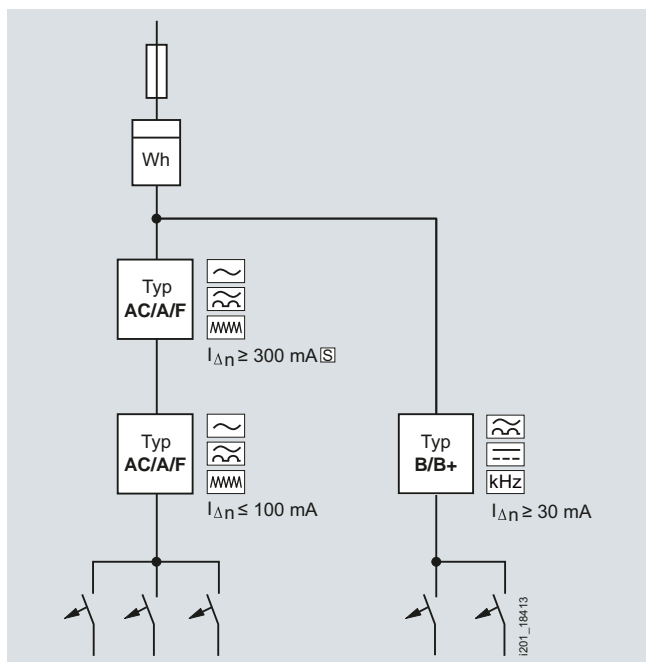 Wh
Typ
AC/A/F
IΔn ≥ 300 mA S
Typ
AC/A/F
IΔn ≤ 100 mA
Typ
B/B+
kHz
IΔn ≥ 30 mA
i201_18413